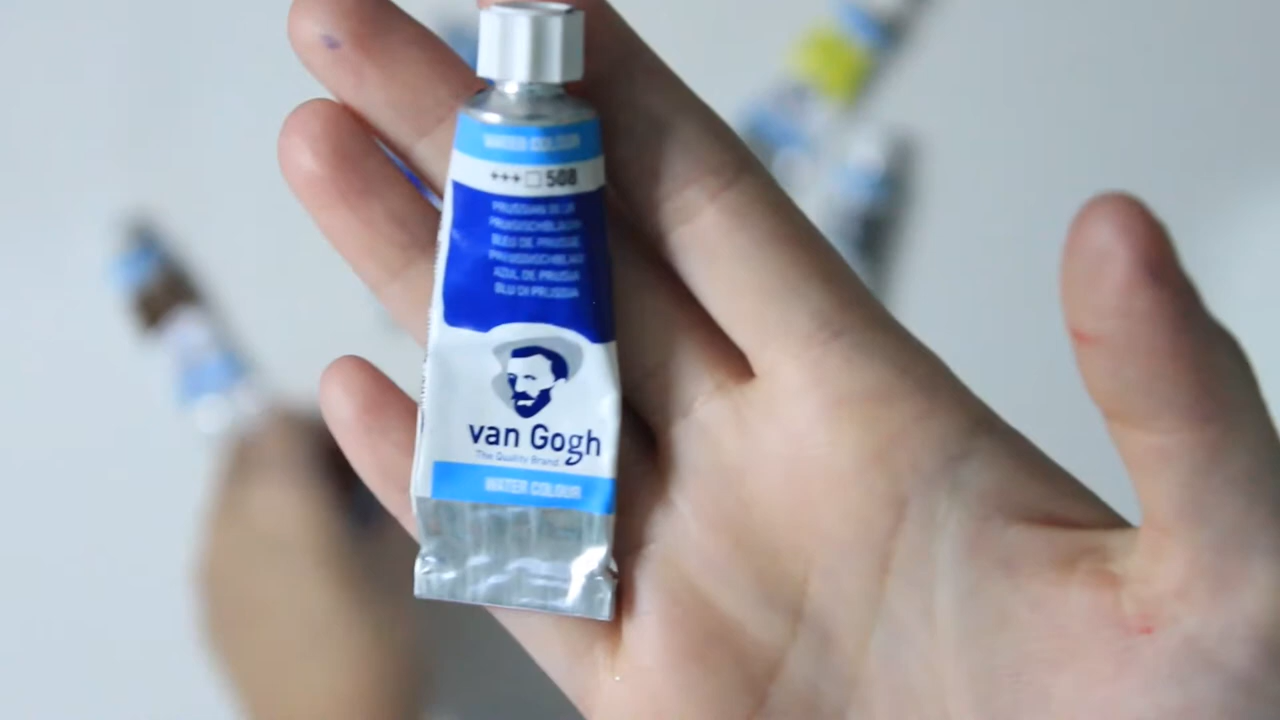 WATER COLOUR
+++ 508
PRUSSIAN BLUE
PRUISISCHBLAUW
BLEU DE PRUSSE
PREUSSISCHBLAU
AZUL DE PRUSIA
BLU DI PRUSSIA
van Gogh
The Quality Brand.
WATER COLOUR